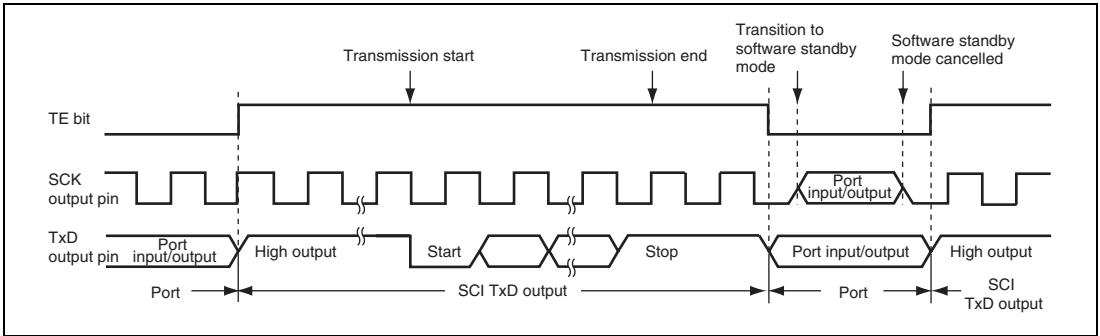 Transmission start
Transmission end
Transition to
software standby
mode
Software standby
mode cancelled
TE bit
SCK
output pin
Port
input/output
TxD
output pin
Port
input/output
High output
Start
Stop
Port input/output
High output
Port
SCI TxD output
Port
SCI
TxD output